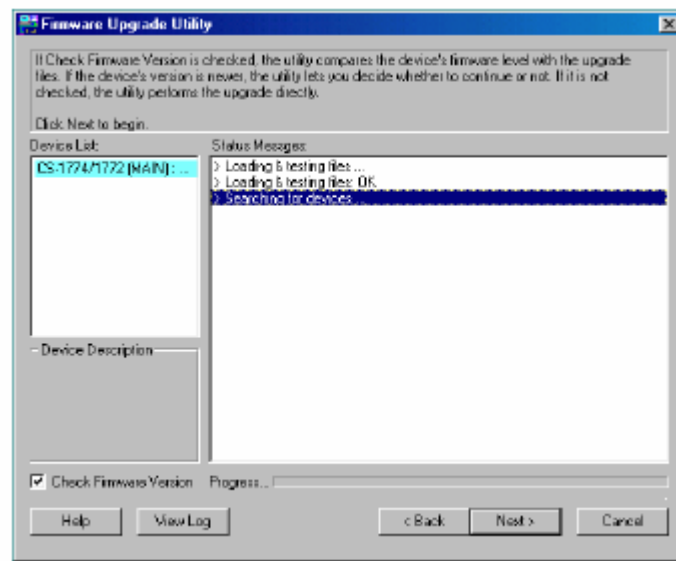 Firmware Upgrade Utility
If Check Firmware Version is checked, the utility compares the device's firmware level with the upgrade
files. If the device's version is newer, the utility lets you decide whether to continue or not. If it is not
checked, the utility performs the upgrade directly.
Click Next to begin.
Device List:
Status Messages:
CS-1774/1772 [MAIN] : ...
> Loading & testing files ...
> Loading & testing files: OK
> Searching for devices...
Device Description
Check Firmware Version
Progress...
Help
View Log
< Back
Next >
Cancel